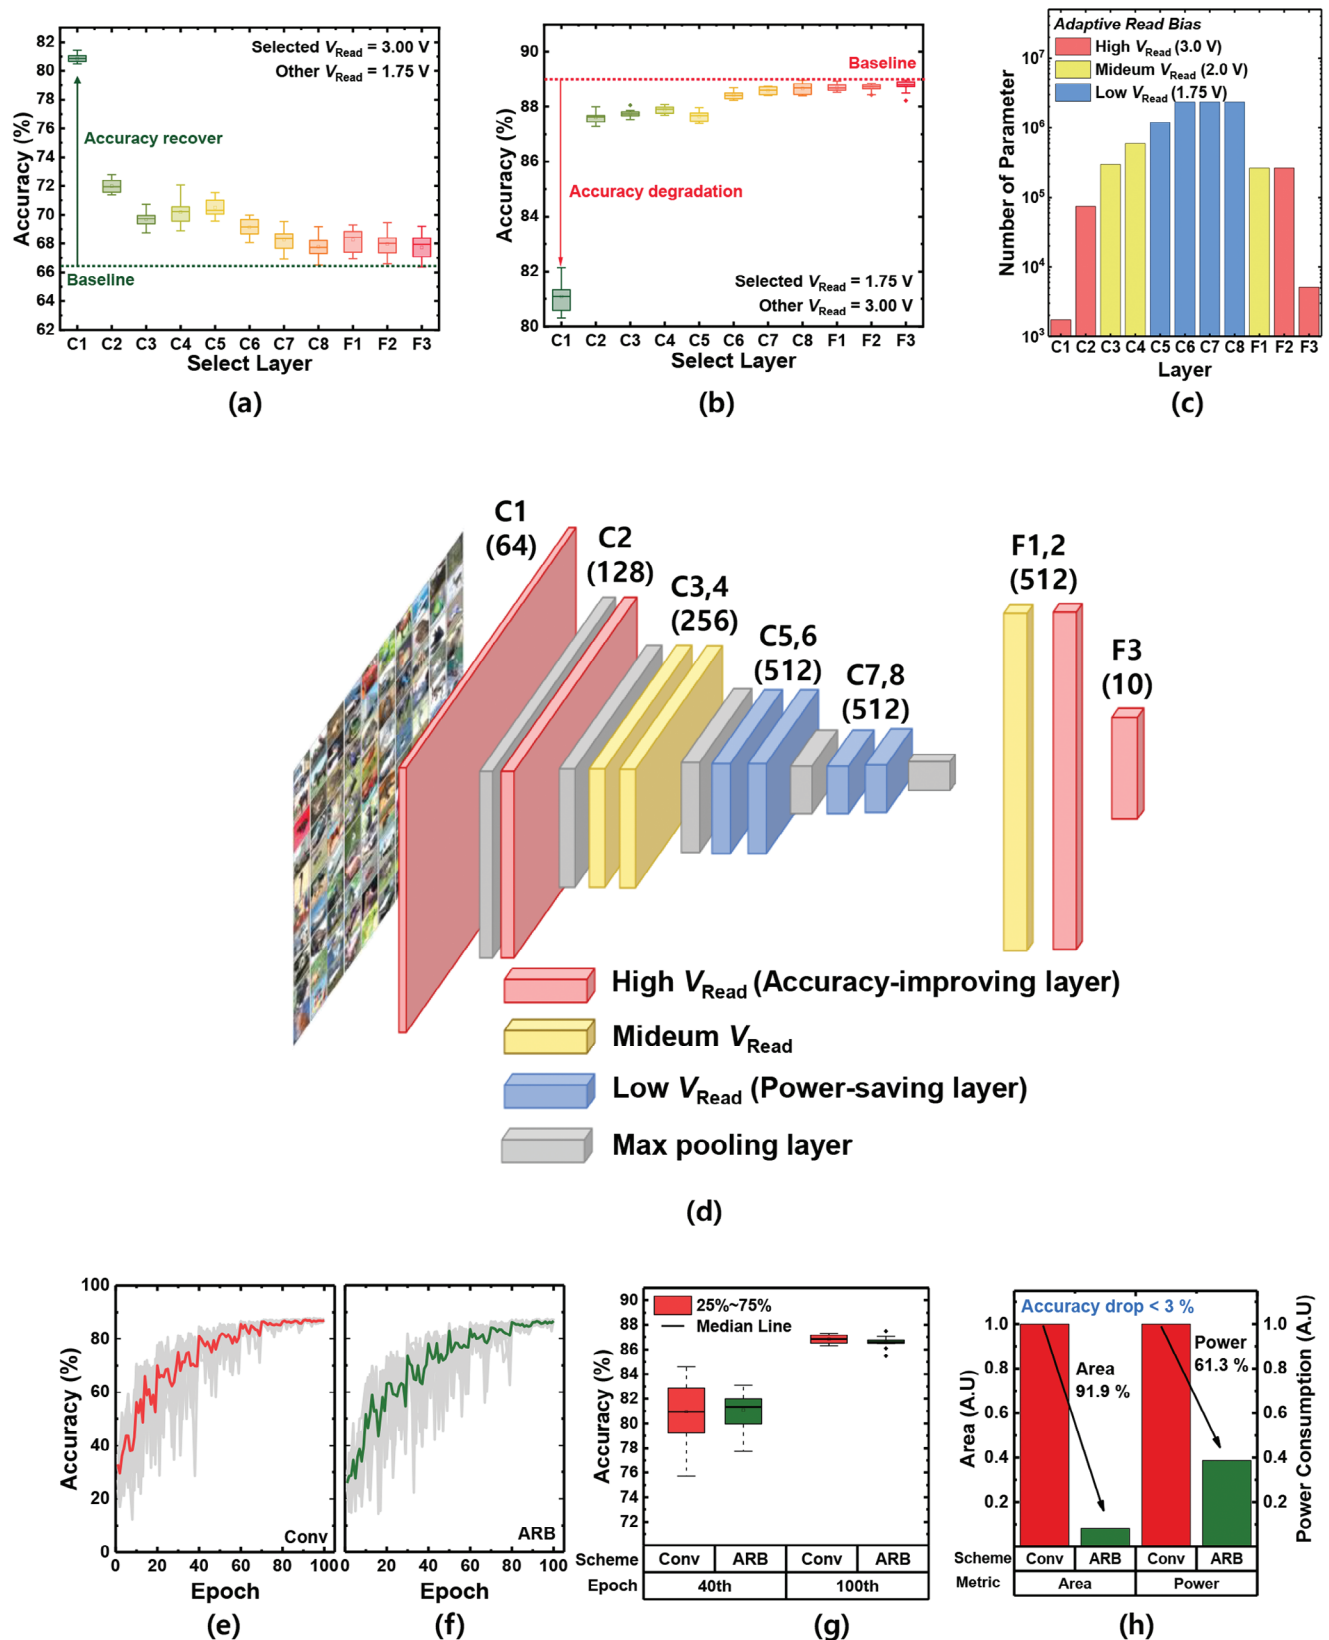 82
80
78
76
74
72
70
68
66
64
62
Accuracy (%)
Selected VRead = 3.00 V
Other VRead = 1.75 V
Accuracy recover
Baseline
C1 C2 C3 C4 C5 C6 C7 C8 F1 F2 F3
Select Layer
(a)
90
88
86
84
82
80
Accuracy (%)
Baseline
Accuracy degradation
Selected VRead = 1.75 V
Other VRead = 3.00 V
C1 C2 C3 C4 C5 C6 C7 C8 F1 F2 F3
Select Layer
(b)
Adaptive Read Bias
High VRead (3.0 V)
Mideum VRead (2.0 V)
Low VRead (1.75 V)
10^7
10^6
10^5
10^4
10^3
Number of Parameter
C1 C2 C3 C4 C5 C6 C7 C8 F1 F2 F3
Layer
(c)
C1
(64)
C2
(128)
C3,4
(256)
C5,6
(512)
C7,8
(512)
F1,2
(512)
F3
(10)
High VRead (Accuracy-improving layer)
Mideum VRead
Low VRead (Power-saving layer)
Max pooling layer
(d)
100
80
60
40
20
0
Accuracy (%)
Conv
0 20 40 60 80 100
Epoch
(e)
ARB
0 20 40 60 80 100
Epoch
(f)
90
88
86
84
82
80
78
76
74
72
Accuracy (%)
25%~75%
Median Line
Scheme Conv ARB Conv ARB
Epoch 40th 100th
(g)
Accuracy drop < 3 %
1.0
0.8
0.6
0.4
0.2
Area (A.U)
Area
91.9 %
Power
61.3 %
1.0
0.8
0.6
0.4
0.2
Power Consumption (A.U)
Scheme Conv ARB Conv ARB
Metric Area Power
(h)